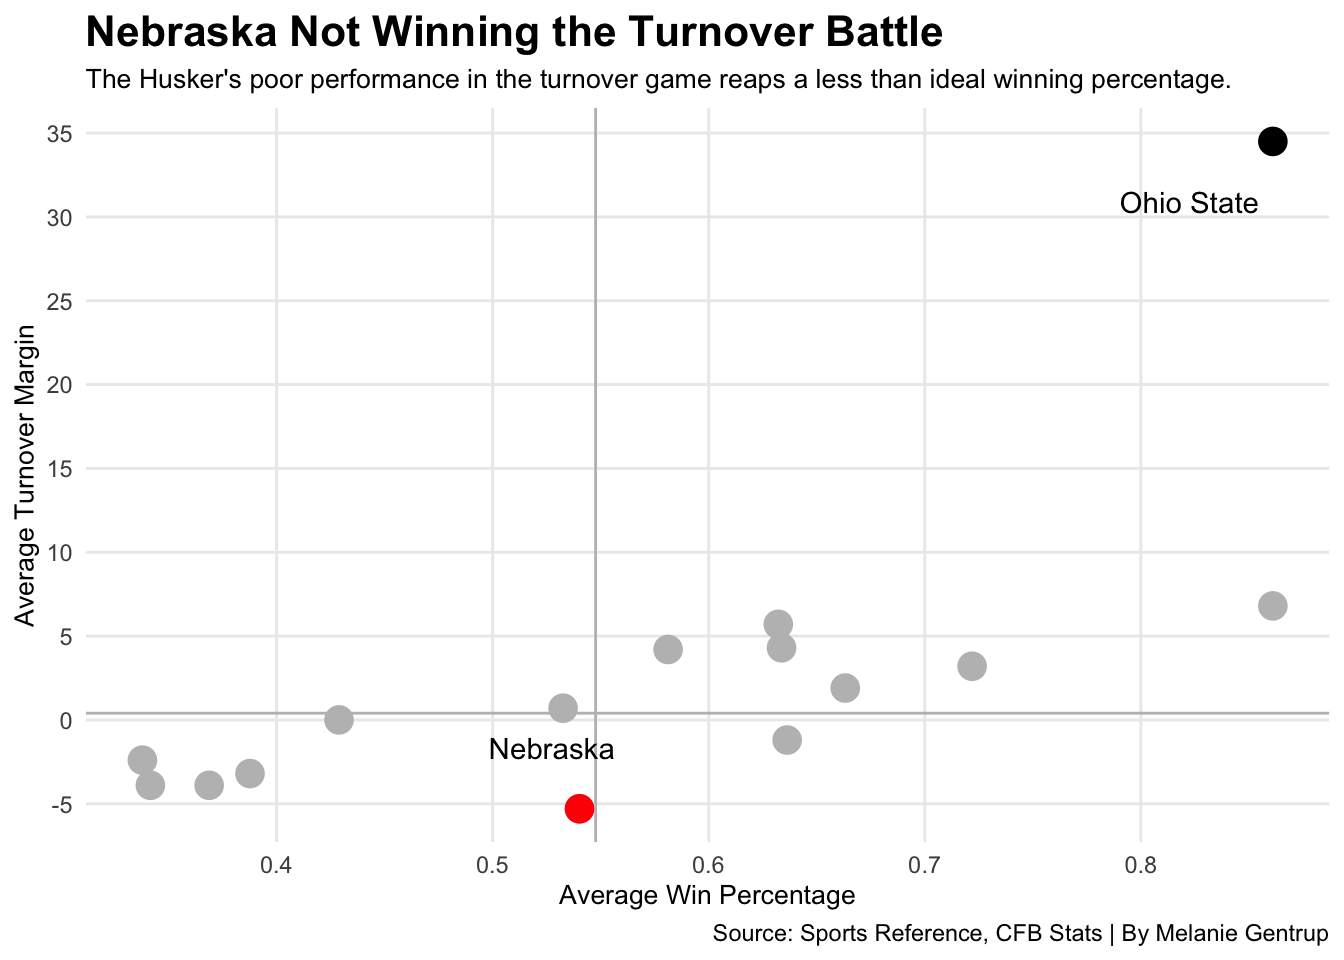 Nebraska Not Winning the Turnover Battle
The Husker's poor performance in the turnover game reaps a less than ideal winning percentage.
35
Ohio State
30
25
20
15
10
5
0
Nebraska
-5
Average Turnover Margin
0.4 0.5 0.6 0.7 0.8
Average Win Percentage
Source: Sports Reference, CFB Stats | By Melanie Gentrup